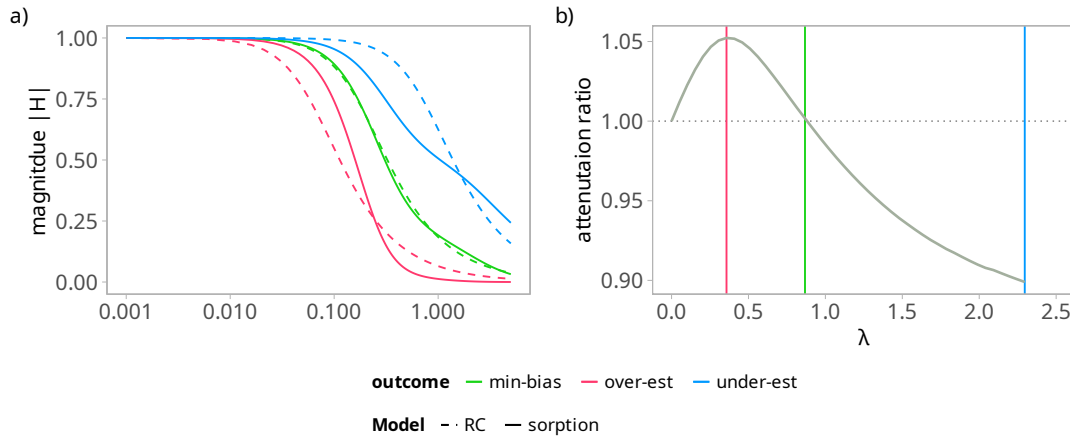 a)
magnitdue |H|
1.00
0.75
0.50
0.25
0.00
0.001 0.010 0.100 1.000
b)
attenutaion ratio
1.05
1.00
0.95
0.90
0.0 0.5 1.0 1.5 2.0 2.5
λ
outcome min-bias over-est under-est
Model RC sorption